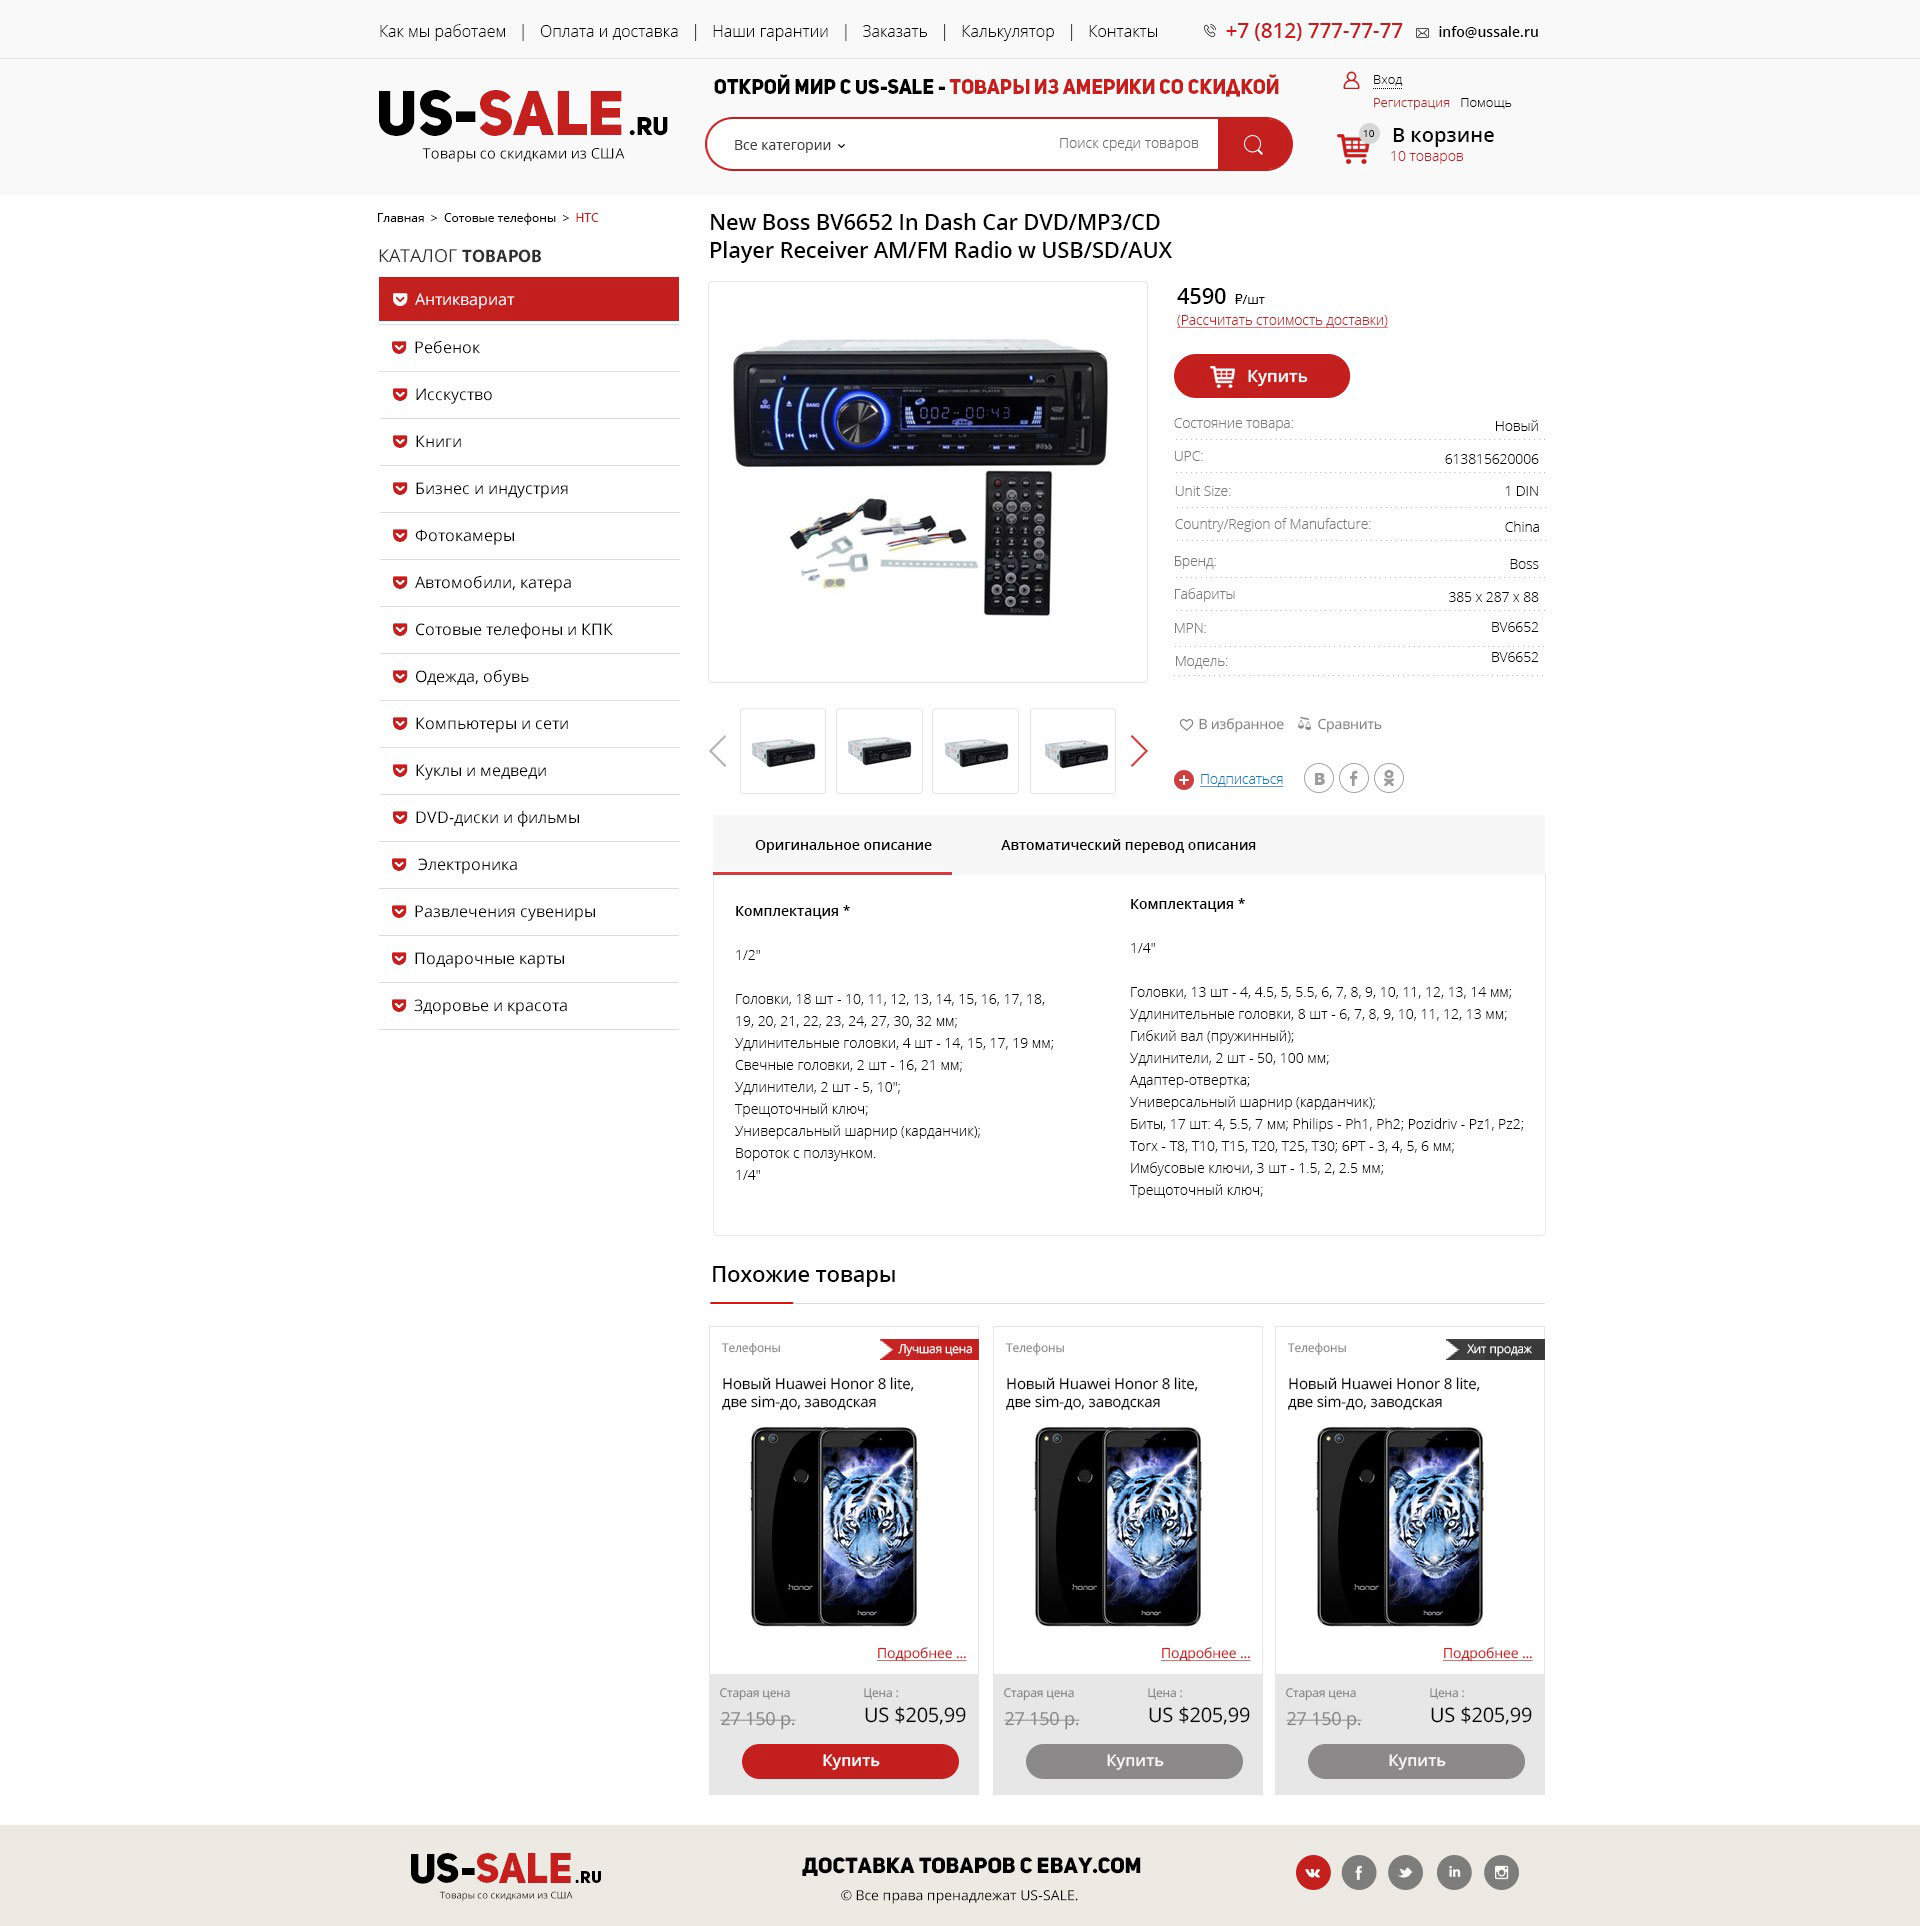 Как мы работаем | Оплата и доставка | Наши гарантии | Заказать | Калькулятор | Контакты
+7 (812) 777-77-77
info@ussale.ru
US-SALE.RU
Товары со скидками из США
ОТКРОЙ МИР С US-SALE - ТОВАРЫ ИЗ АМЕРИКИ СО СКИДКОЙ
Все категории
Поиск среди товаров
Вход
Регистрация Помощь
10
В корзине
10 товаров
Главная > Сотовые телефоны > HTC
КАТАЛОГ ТОВАРОВ
Антиквариат
Ребенок
Исскуство
Книги
Бизнес и индустрия
Фотокамеры
Автомобили, катера
Сотовые телефоны и КПК
Одежда, обувь
Компьютеры и сети
Куклы и медведи
DVD-диски и фильмы
Электроника
Развлечения сувениры
Подарочные карты
Здоровье и красота
New Boss BV6652 In Dash Car DVD/MP3/CD
Player Receiver AM/FM Radio w USB/SD/AUX
BAND
SRC
002-00:43
BOSS
4590 ₽/шт
(Рассчитать стоимость доставки)
Купить
Состояние товара: Новый
UPC: 613815620006
Unit Size: 1 DIN
Country/Region of Manufacture: China
Бренд: Boss
Габариты 385 x 287 x 88
MPN: BV6652
Модель: BV6652
В избранное
Сравнить
Подписаться
Оригинальное описание
Автоматический перевод описания
Комплектация *
1/2"
Головки, 18 шт - 10, 11, 12, 13, 14, 15, 16, 17, 18,
19, 20, 21, 22, 23, 24, 27, 30, 32 мм;
Удлинительные головки, 4 шт - 14, 15, 17, 19 мм;
Свечные головки, 2 шт - 16, 21 мм;
Удлинители, 2 шт - 5, 10";
Трещоточный ключ;
Универсальный шарнир (карданчик);
Вороток с ползунком.
1/4"
Комплектация *
1/4"
Головки, 13 шт - 4, 4.5, 5, 5.5, 6, 7, 8, 9, 10, 11, 12, 13, 14 мм;
Удлинительные головки, 8 шт - 6, 7, 8, 9, 10, 11, 12, 13 мм;
Гибкий вал (пружинный);
Удлинители, 2 шт - 50, 100 мм;
Адаптер-отвертка;
Универсальный шарнир (карданчик);
Биты, 17 шт: 4, 5.5, 7 мм; Philips - Ph1, Ph2; Pozidriv - Pz1, Pz2;
Torx - T8, T10, T15, T20, T25, T30; 6PT - 3, 4, 5, 6 мм;
Имбусовые ключи, 3 шт - 1.5, 2, 2.5 мм;
Трещоточный ключ;
Похожие товары
Телефоны
Лучшая цена
Новый Huawei Honor 8 lite,
две sim-до, заводская
honor
honor
Подробнее ...
Старая цена Цена :
27 150 р. US $205,99
Купить
Телефоны
Новый Huawei Honor 8 lite,
две sim-до, заводская
honor
honor
Подробнее ...
Старая цена Цена :
27 150 р. US $205,99
Купить
Телефоны
Хит продаж
Новый Huawei Honor 8 lite,
две sim-до, заводская
honor
honor
Подробнее ...
Старая цена Цена :
27 150 р. US $205,99
Купить
US-SALE.RU
Товары со скидками из США
ДОСТАВКА ТОВАРОВ С EBAY.COM
© Все права пренадлежат US-SALE.
in